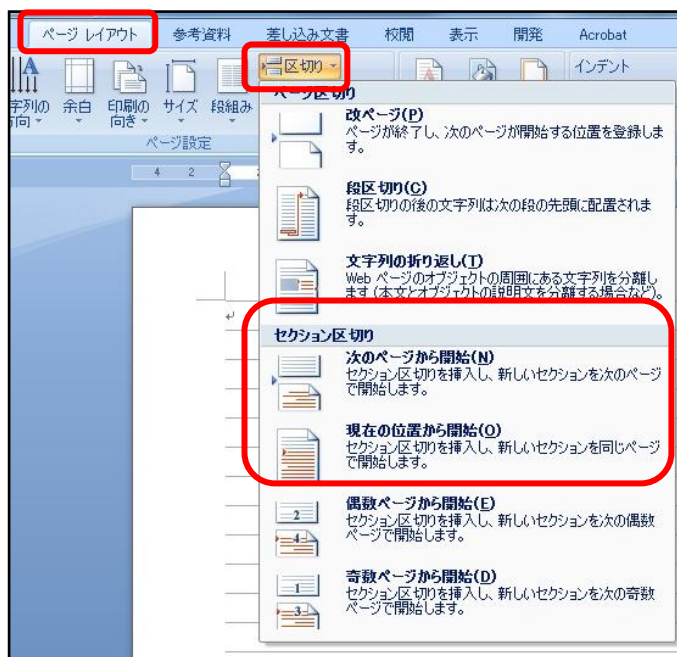 ページ レイアウト 参考資料 差し込み文書 校閲 表示 開発 Acrobat
区切り インデント
余白 印刷の向き サイズ 段組み
ページ設定
4 2
ページ区切り
改ページ(P)
ページが終了し、次のページが開始する位置を登録しま
す。
段区切り(C)
段区切りの後の文字列は次の段の先頭に配置されま
す。
文字列の折り返し(T)
Web ページのオブジェクトの周囲にある文字列を分離し
ます (本文とオブジェクトの説明文を分離する場合など)。
セクション区切り
次のページから開始(N)
セクション区切りを挿入し、新しいセクションを次のページ
で開始します。
現在の位置から開始(O)
セクション区切りを挿入し、新しいセクションを同じページ
で開始します。
2
4
偶数ページから開始(E)
セクション区切りを挿入し、新しいセクションを次の偶数
ページで開始します。
1
3
奇数ページから開始(D)
セクション区切りを挿入し、新しいセクションを次の奇数
ページで開始します。